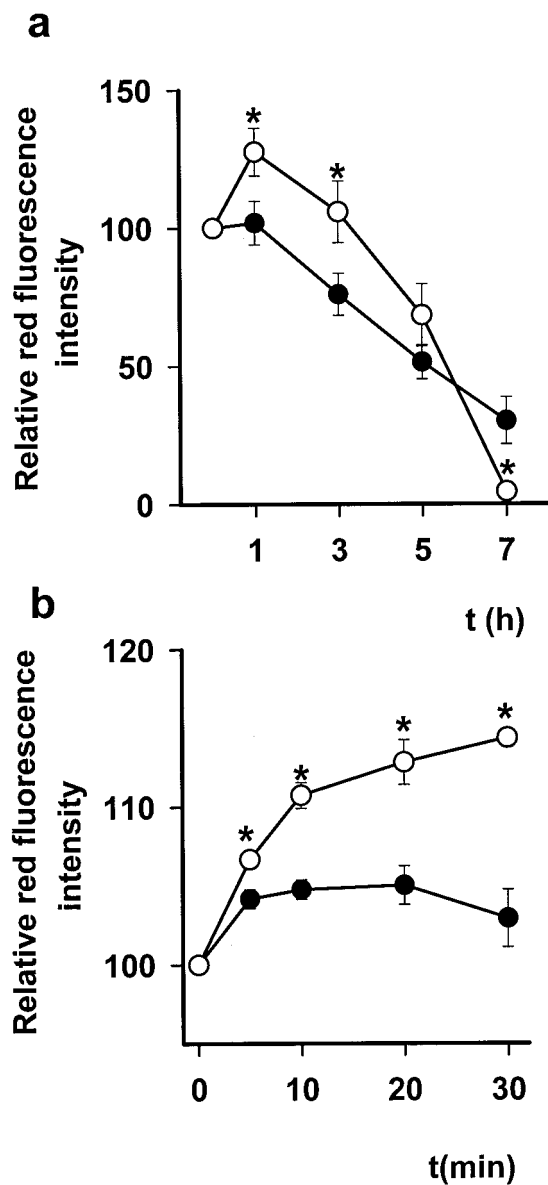 a
Relative red fluorescence
intensity
150
100
50
0
*
*
*
1 3 5 7
t (h)
b
Relative red fluorescence
intensity
120
110
100
*
*
*
*
0 10 20 30
t(min)